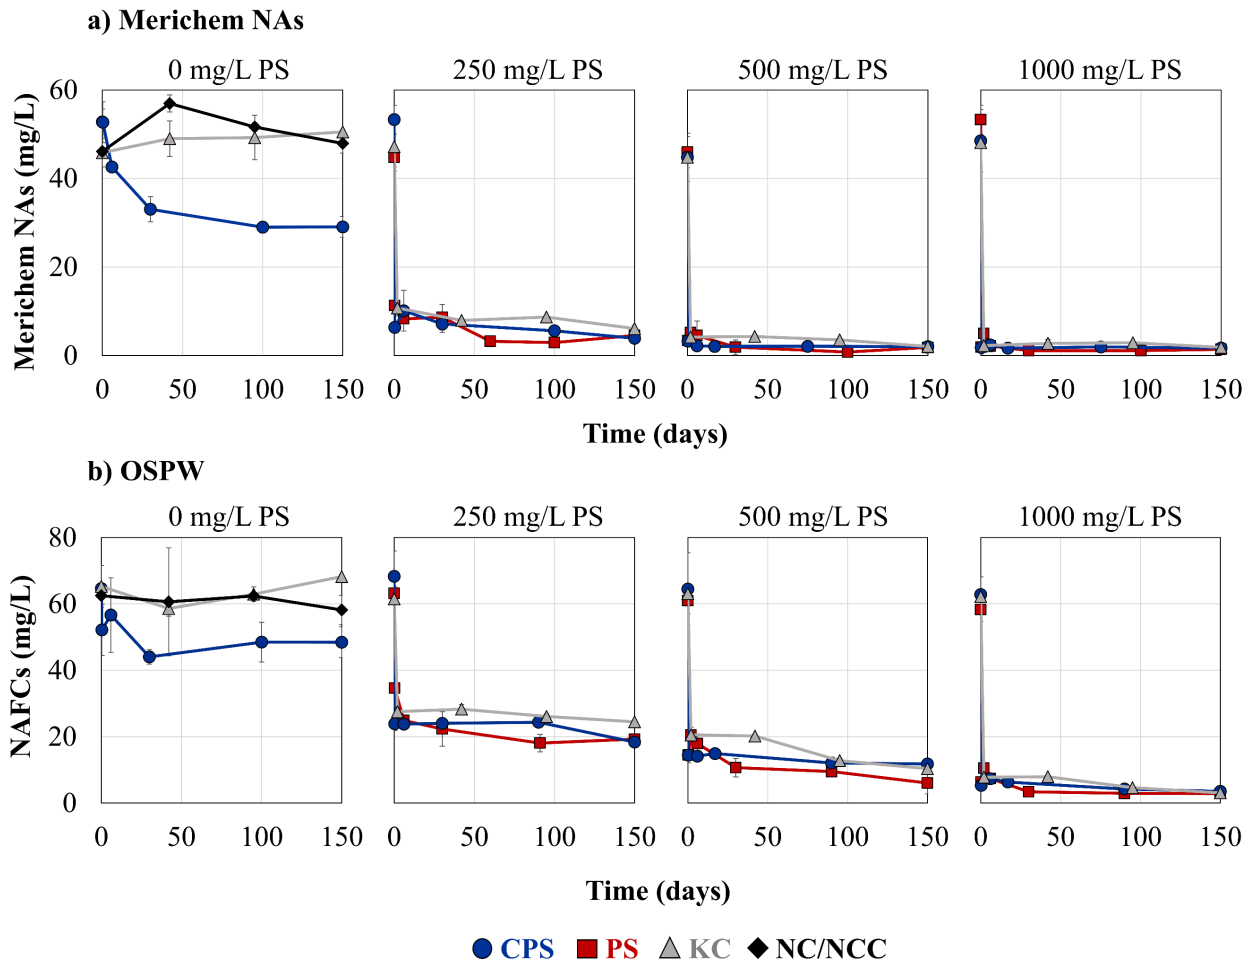 a) Merichem NAs
0 mg/L PS 250 mg/L PS 500 mg/L PS 1000 mg/L PS
Merichem NAs (mg/L)
60
40
20
0
0 50 100 150 0 50 100 150 0 50 100 150 0 50 100 150
Time (days)
b) OSPW
0 mg/L PS 250 mg/L PS 500 mg/L PS 1000 mg/L PS
NAFCs (mg/L)
80
60
40
20
0
0 50 100 150 0 50 100 150 0 50 100 150 0 50 100 150
Time (days)
CPS PS KC NC/NCC